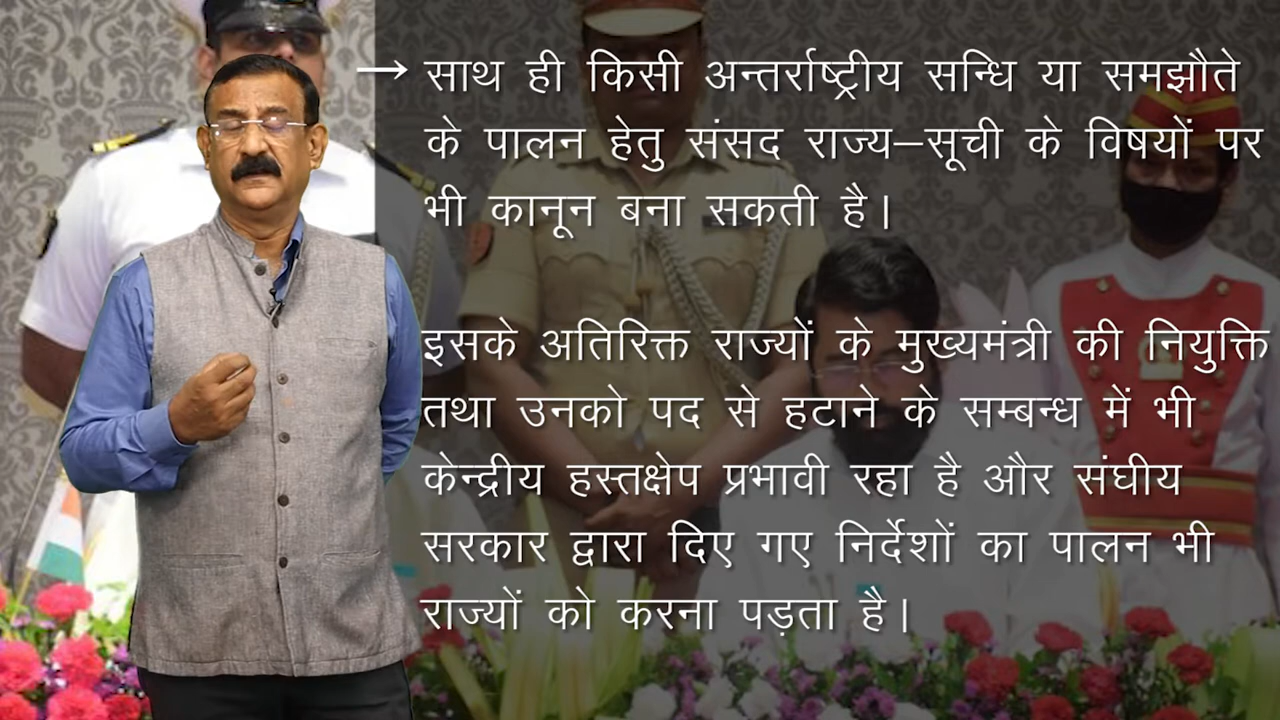 → साथ ही किसी अन्तर्राष्ट्रीय सन्धि या समझौते
के पालन हेतु संसद राज्य–सूची के विषयों पर
भी कानून बना सकती है।
इसके अतिरिक्त राज्यों के मुख्यमंत्री की नियुक्ति
तथा उनको पद से हटाने के सम्बन्ध में भी
केन्द्रीय हस्तक्षेप प्रभावी रहा है और संघीय
सरकार द्वारा दिए गए निर्देशों का पालन भी
राज्यों को करना पड़ता है।